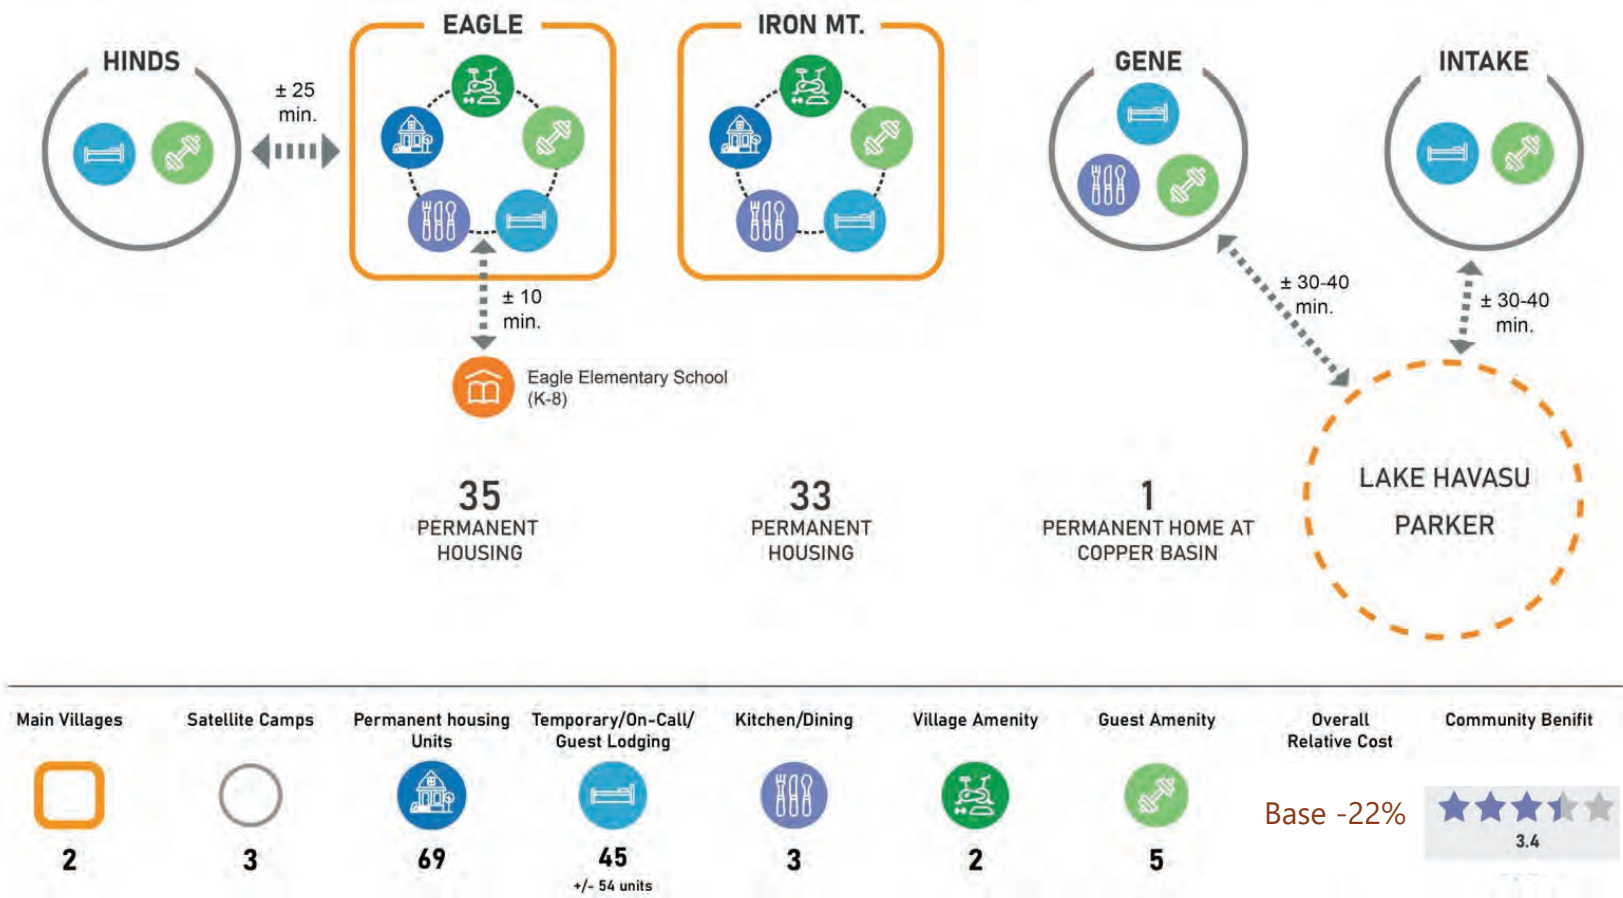 HINDS
± 25
min.
EAGLE
± 10
min.
Eagle Elementary School
(K-8)
IRON MT.
GENE
± 30-40
min.
INTAKE
± 30-40
min.
LAKE HAVASU
PARKER
35
PERMANENT
HOUSING
33
PERMANENT
HOUSING
1
PERMANENT HOME AT
COPPER BASIN
Main Villages
2
Satellite Camps
3
Permanent housing
Units
69
Temporary/On-Call/
Guest Lodging
45
+/- 54 units
Kitchen/Dining
3
Village Amenity
2
Guest Amenity
5
Overall
Relative Cost
Base -22%
Community Benifit
3.4